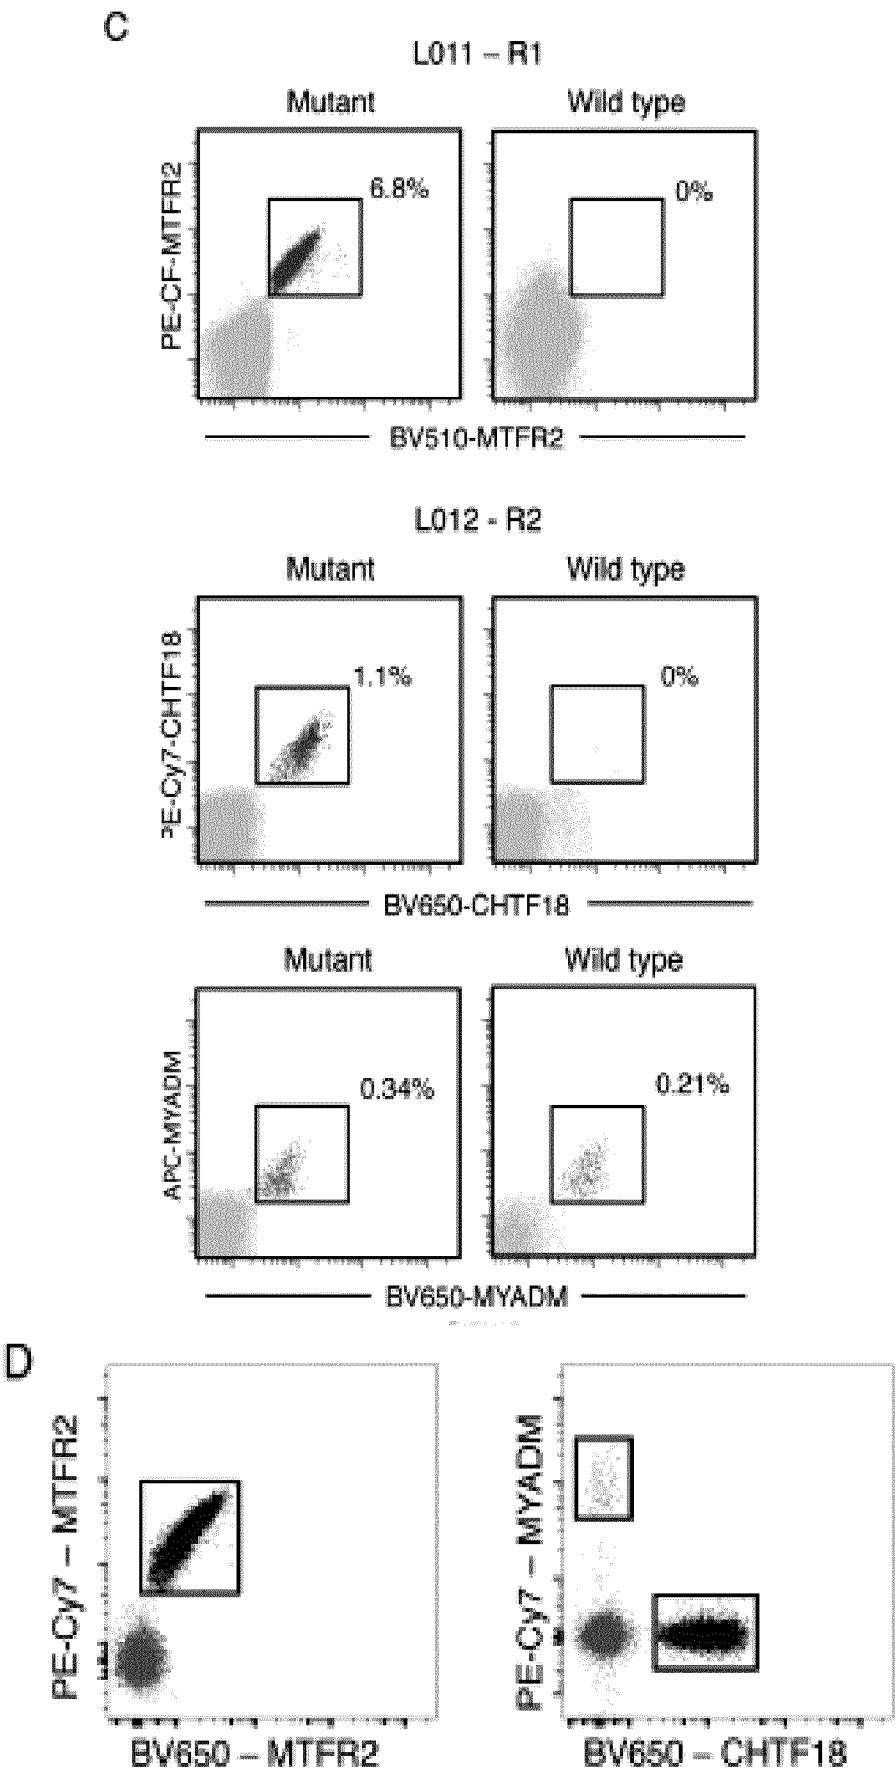 C
L011 – R1
Mutant
Wild type
6.8%
0%
PE-CF-MTFR2
BV510-MTFR2
L012 - R2
Mutant
Wild type
1.1%
0%
PE-Cy7-CHTF18
BV650-CHTF18
Mutant
Wild type
0.34%
0.21%
APC-MYADM
BV650-MYADM
D
PE-Cy7 – MTFR2
BV650 – MTFR2
PE-Cy7 – MYADM
BV650 – CHTF18